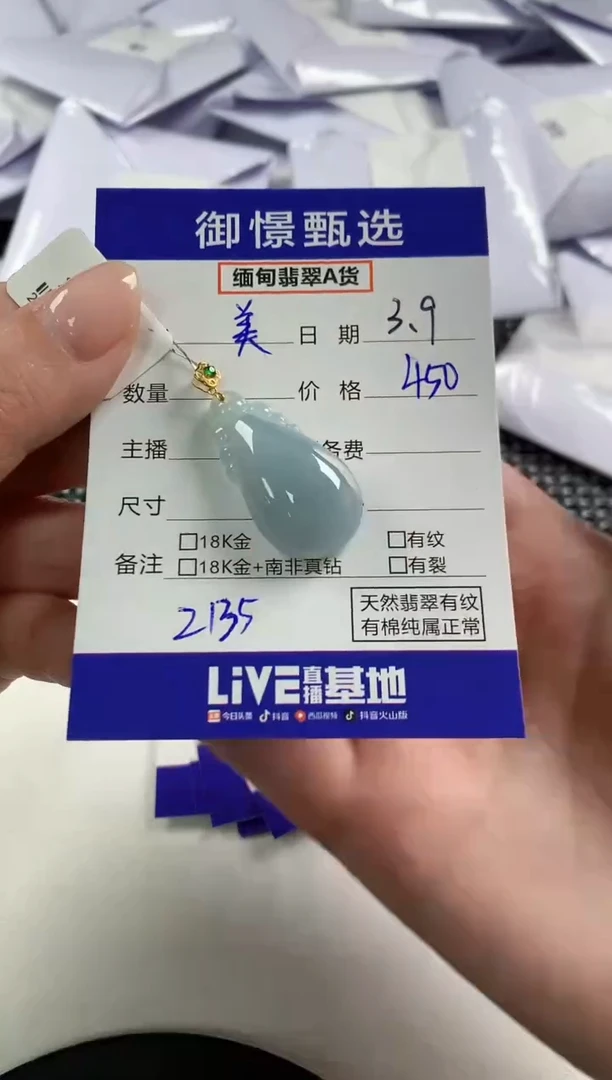 御憬甄选
缅甸翡翠A货
美 日 期 3.9
数量 价 格 450
主播 务费
尺寸
□18K金 □有纹
备注 □18K金+南非真钻 □有裂
2135
天然翡翠有纹
有棉纯属正常
LiVE直播基地
今日头条 抖音 西瓜视频 抖音火山版